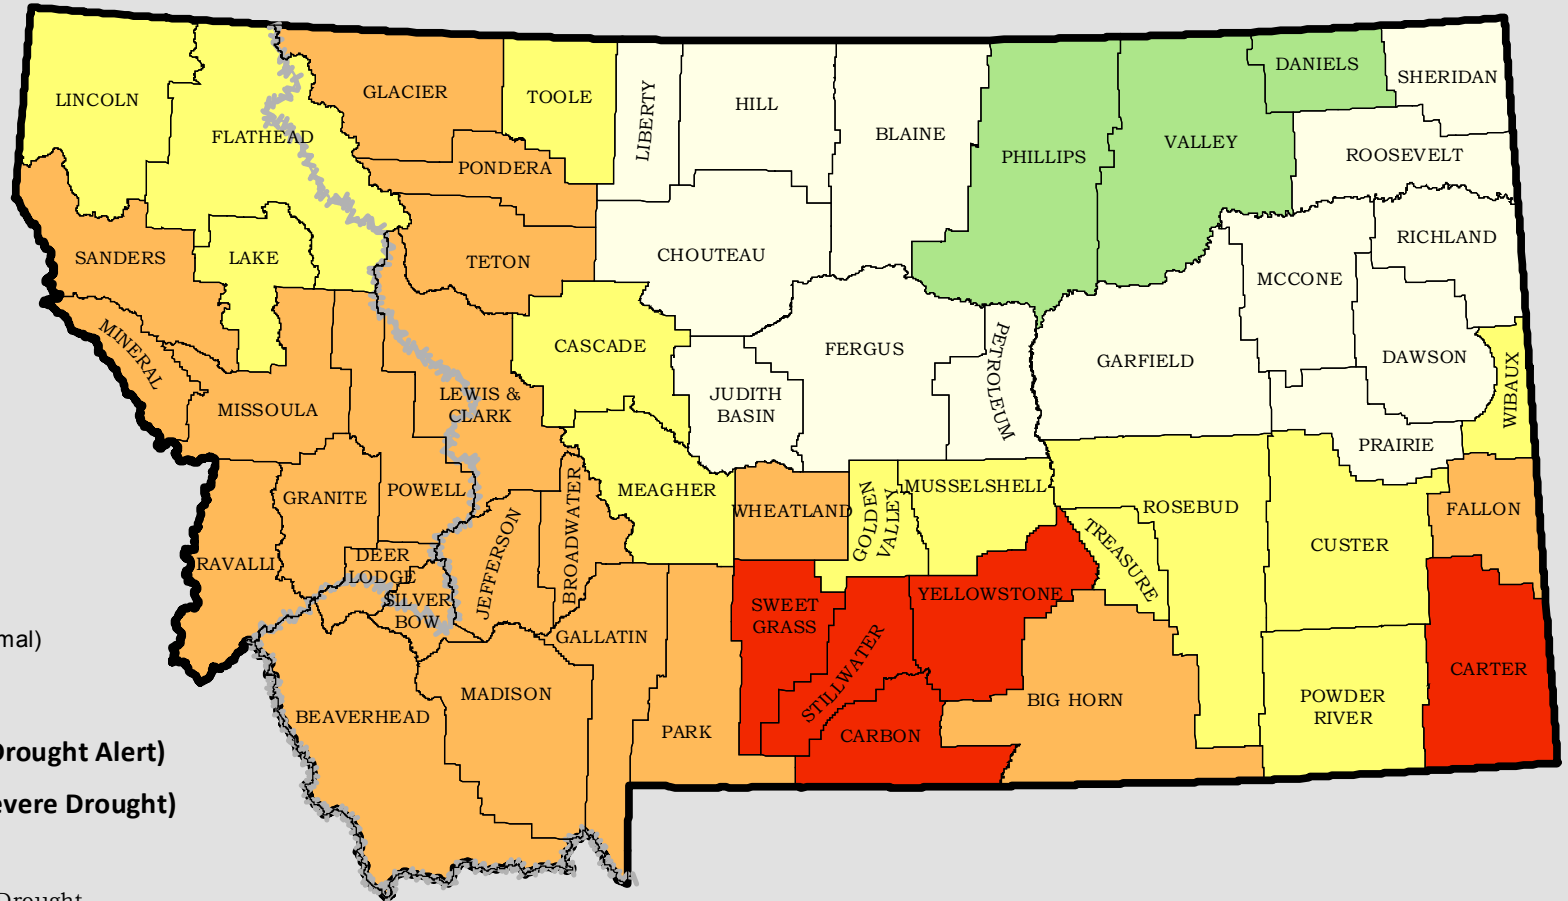 LINCOLN
FLATHEAD
GLACIER
TOOLE
LIBERTY
HILL
BLAINE
PHILLIPS
VALLEY
DANIELS
SHERIDAN
ROOSEVELT
PONDERA
SANDERS
LAKE
TETON
CHOUTEAU
MCCONE
RICHLAND
MINERAL
MISSOULA
LEWIS &
CLARK
CASCADE
JUDITH
BASIN
FERGUS
PETROLEUM
GARFIELD
DAWSON
WIBAUX
PRAIRIE
RAVALLI
GRANITE
POWELL
DEER
LODGE
SILVER
BOW
JEFFERSON
BROADWATER
MEAGHER
WHEATLAND
GOLDEN
VALLEY
MUSSELSHELL
TREASURE
ROSEBUD
CUSTER
FALLON
BEAVERHEAD
MADISON
GALLATIN
PARK
SWEET
GRASS
STILLWATER
YELLOWSTONE
CARBON
BIG HORN
POWDER
RIVER
CARTER
mal)
Drought Alert)
evere Drought)
Drought